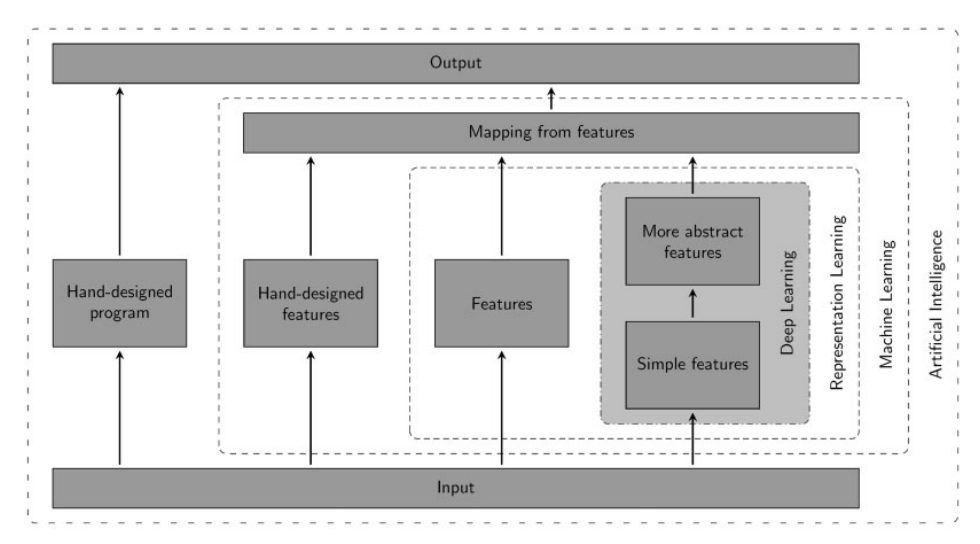 Output
Mapping from features
More abstract
features
Hand-designed
program
Hand-designed
features
Features
Simple features
Deep Learning
Representation Learning
Machine Learning
Artificial Intelligence
Input